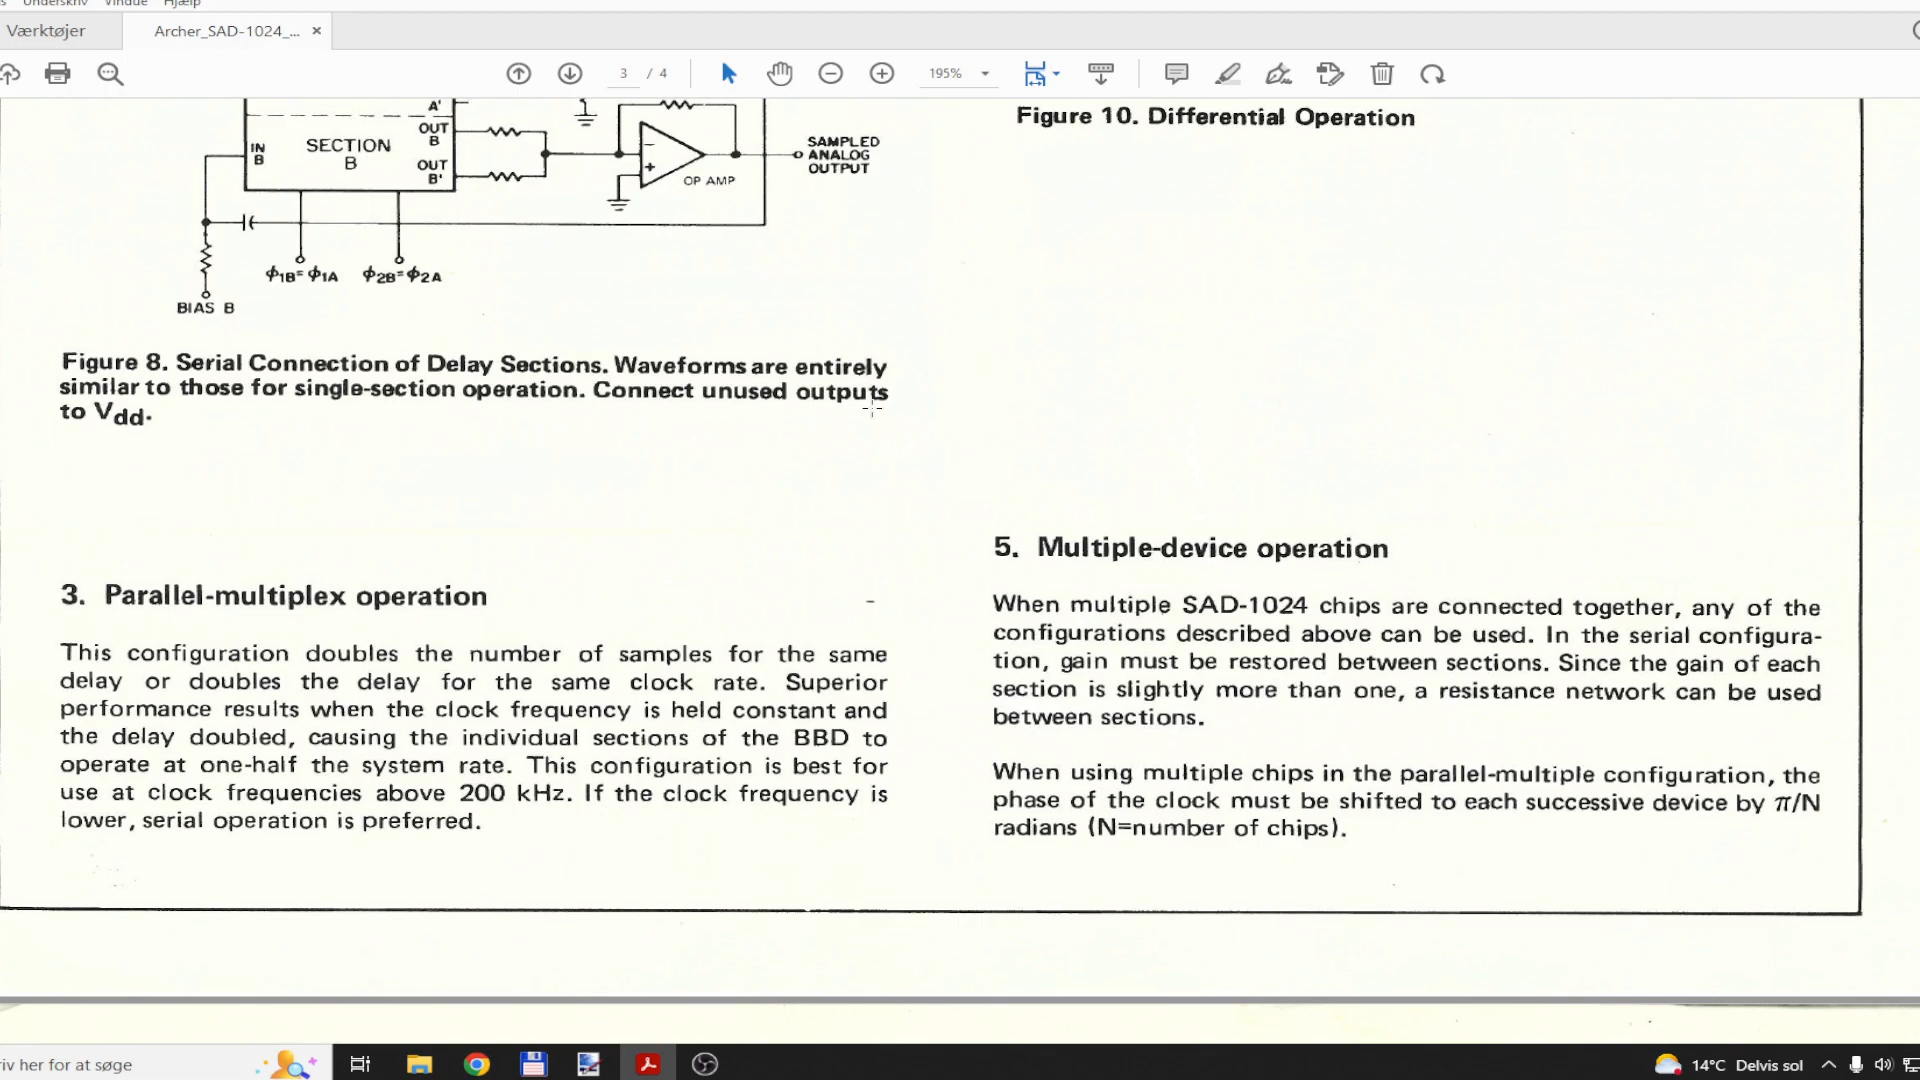 Underskriv Vindue Hjælp
Værktøjer
Archer_SAD-1024_... ×
3 / 4
195%
A'
OUT
B
IN
B
SECTION
B
OUT
B'
-
+
OP AMP
SAMPLED
ANALOG
OUTPUT
ϕ1B=ϕ1A ϕ2B=ϕ2A
BIAS B
Figure 8. Serial Connection of Delay Sections. Waveforms are entirely
similar to those for single-section operation. Connect unused outputs
to Vdd.
3. Parallel-multiplex operation
This configuration doubles the number of samples for the same
delay or doubles the delay for the same clock rate. Superior
performance results when the clock frequency is held constant and
the delay doubled, causing the individual sections of the BBD to
operate at one-half the system rate. This configuration is best for
use at clock frequencies above 200 kHz. If the clock frequency is
lower, serial operation is preferred.
Figure 10. Differential Operation
5. Multiple-device operation
When multiple SAD-1024 chips are connected together, any of the
configurations described above can be used. In the serial configura-
tion, gain must be restored between sections. Since the gain of each
section is slightly more than one, a resistance network can be used
between sections.
When using multiple chips in the parallel-multiple configuration, the
phase of the clock must be shifted to each successive device by π/N
radians (N=number of chips).
riv her for at søge
14°C Delvis sol